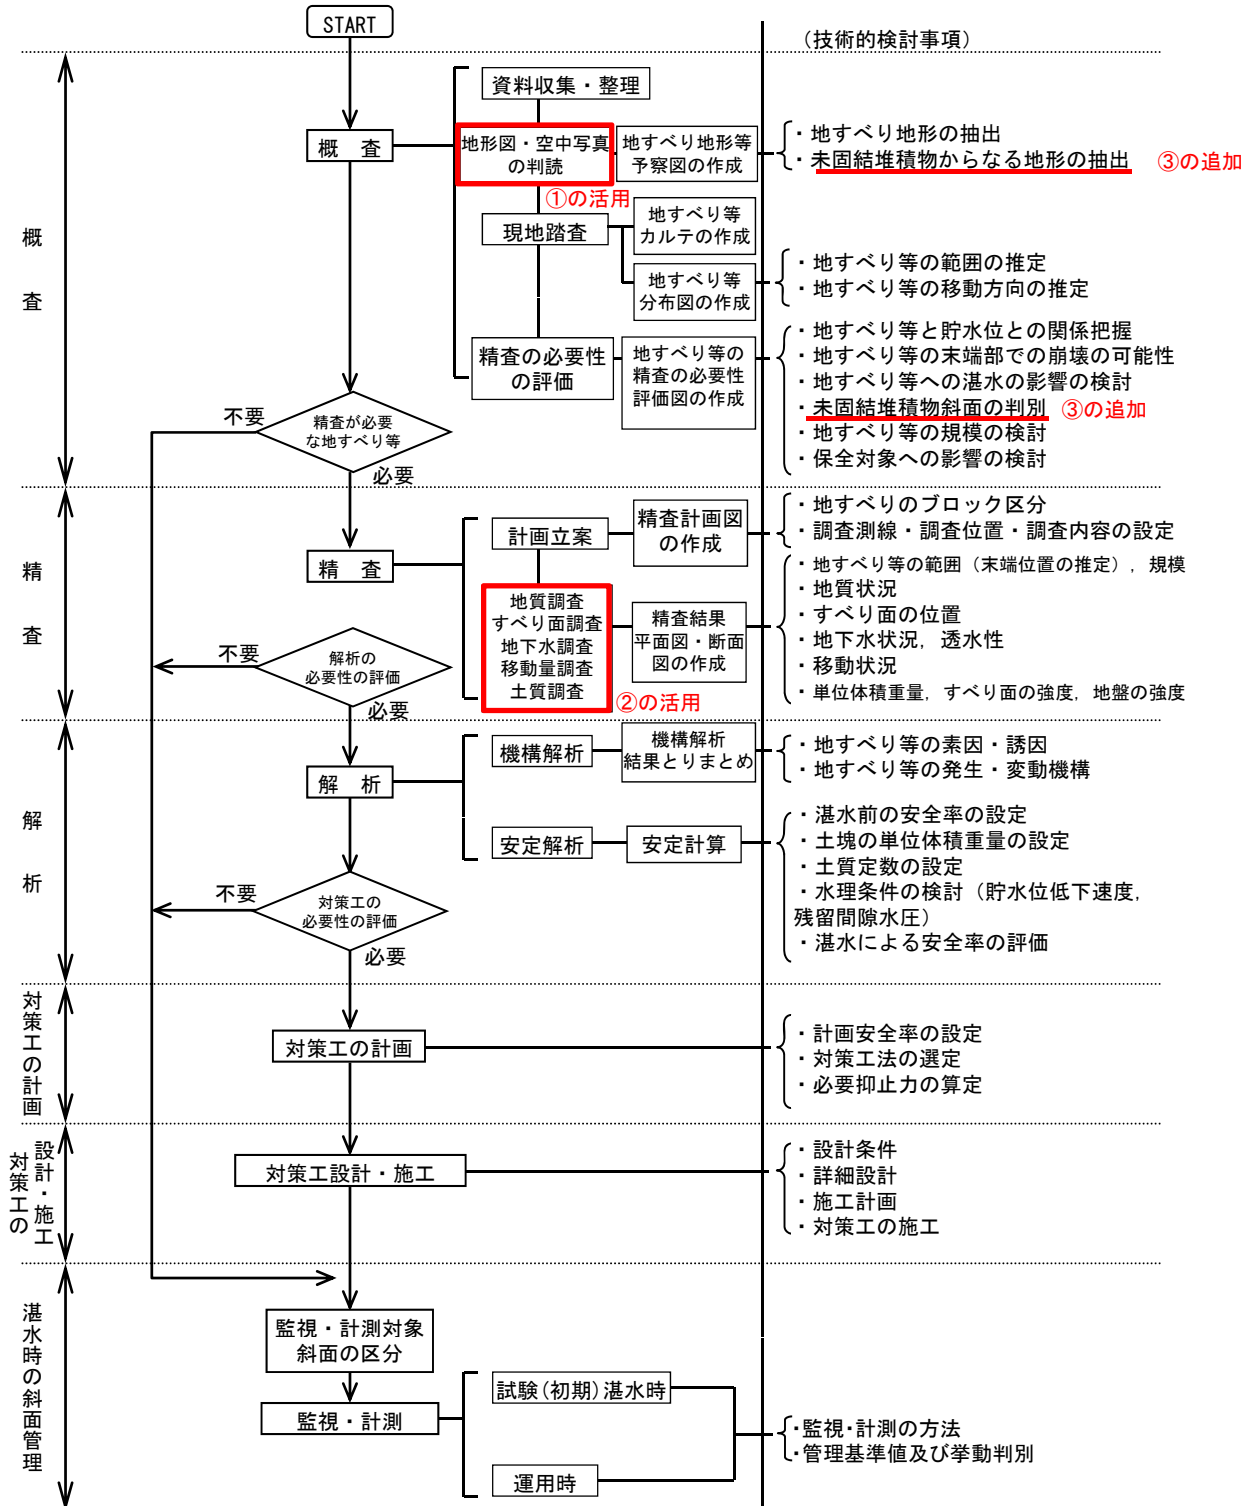 START
（技術的検討事項）
概査
概　査
資料収集・整理
地形図・空中写真
の判読
①の活用
地すべり地形等
予察図の作成
・地すべり地形の抽出
・未固結堆積物からなる地形の抽出
③の追加
現地踏査
地すべり等
カルテの作成
地すべり等
分布図の作成
・地すべり等の範囲の推定
・地すべり等の移動方向の推定
精査の必要性
の評価
地すべり等の
精査の必要性
評価図の作成
・地すべり等と貯水位との関係把握
・地すべり等の末端部での崩壊の可能性
・地すべり等への湛水の影響の検討
・未固結堆積物斜面の判別
③の追加
・地すべり等の規模の検討
・保全対象への影響の検討
不要
精査が必要
な地すべり等
必要
精査
精　査
計画立案
精査計画図
の作成
・地すべりのブロック区分
・調査測線・調査位置・調査内容の設定
地質調査
すべり面調査
地下水調査
移動量調査
土質調査
②の活用
精査結果
平面図・断面
図の作成
・地すべり等の範囲（末端位置の推定），規模
・地質状況
・すべり面の位置
・地下水状況，透水性
・移動状況
・単位体積重量，すべり面の強度，地盤の強度
不要
解析の
必要性の評価
必要
解析
解　析
機構解析
機構解析
結果とりまとめ
・地すべり等の素因・誘因
・地すべり等の発生・変動機構
安定解析
安定計算
・湛水前の安全率の設定
・土塊の単位体積重量の設定
・土質定数の設定
・水理条件の検討（貯水位低下速度，
残留間隙水圧）
・湛水による安全率の評価
不要
対策工の
必要性の評価
必要
対策工の計画
対策工の計画
・計画安全率の設定
・対策工法の選定
・必要抑止力の算定
対策工の
設計・施工
対策工設計・施工
・設計条件
・詳細設計
・施工計画
・対策工の施工
湛水時の斜面管理
監視・計測対象
斜面の区分
監視・計測
試験(初期)湛水時
運用時
・監視・計測の方法
・管理基準値及び挙動判別